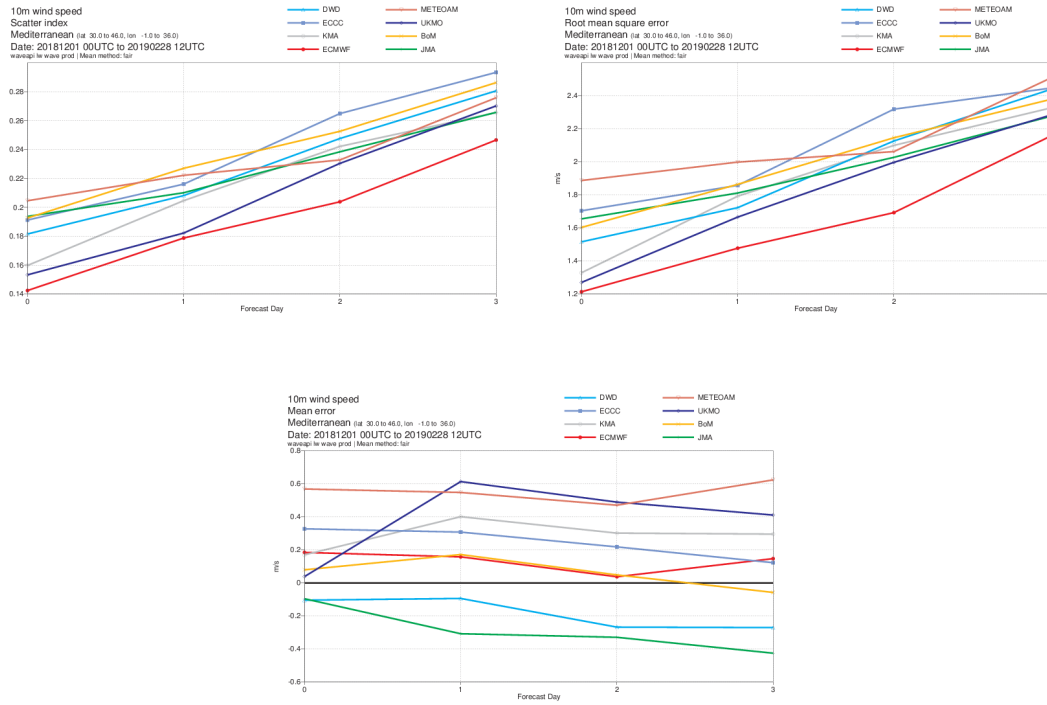 10m wind speed
Scatter index
Mediterranean (lat 30.0 to 46.0, lon -1.0 to 36.0)
Date: 20181201 00UTC to 20190228 12UTC
waveapi lw wave prod | Mean method: fair
DWD METEOAM
ECCC UKMO
KMA BoM
ECMWF JMA
0.28
0.26
0.24
0.22
0.2
0.18
0.16
0.14
0 1 2 3
Forecast Day
10m wind speed
Root mean square error
Mediterranean (lat 30.0 to 46.0, lon -1.0 to 36.0)
Date: 20181201 00UTC to 20190228 12UTC
waveapi lw wave prod | Mean method: fair
DWD METEOAM
ECCC UKMO
KMA BoM
ECMWF JMA
2.4
2.2
2
1.8
1.6
1.4
1.2
m/s
0 1 2
Forecast Day
10m wind speed
Mean error
Mediterranean (lat 30.0 to 46.0, lon -1.0 to 36.0)
Date: 20181201 00UTC to 20190228 12UTC
waveapi lw wave prod | Mean method: fair
DWD METEOAM
ECCC UKMO
KMA BoM
ECMWF JMA
0.8
0.6
0.4
0.2
0
-0.2
-0.4
-0.6
m/s
0 1 2 3
Forecast Day